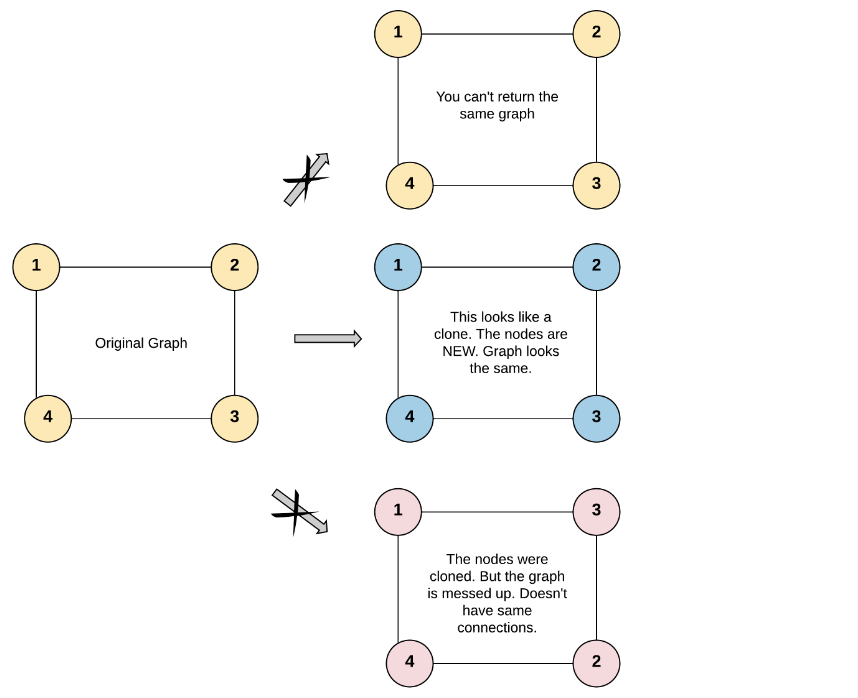 1
2
You can't return the
same graph
4
3
1
2
Original Graph
4
3
1
2
This looks like a
clone. The nodes are
NEW. Graph looks
the same.
4
3
1
3
The nodes were
cloned. But the graph
is messed up. Doesn't
have same
connections.
4
2